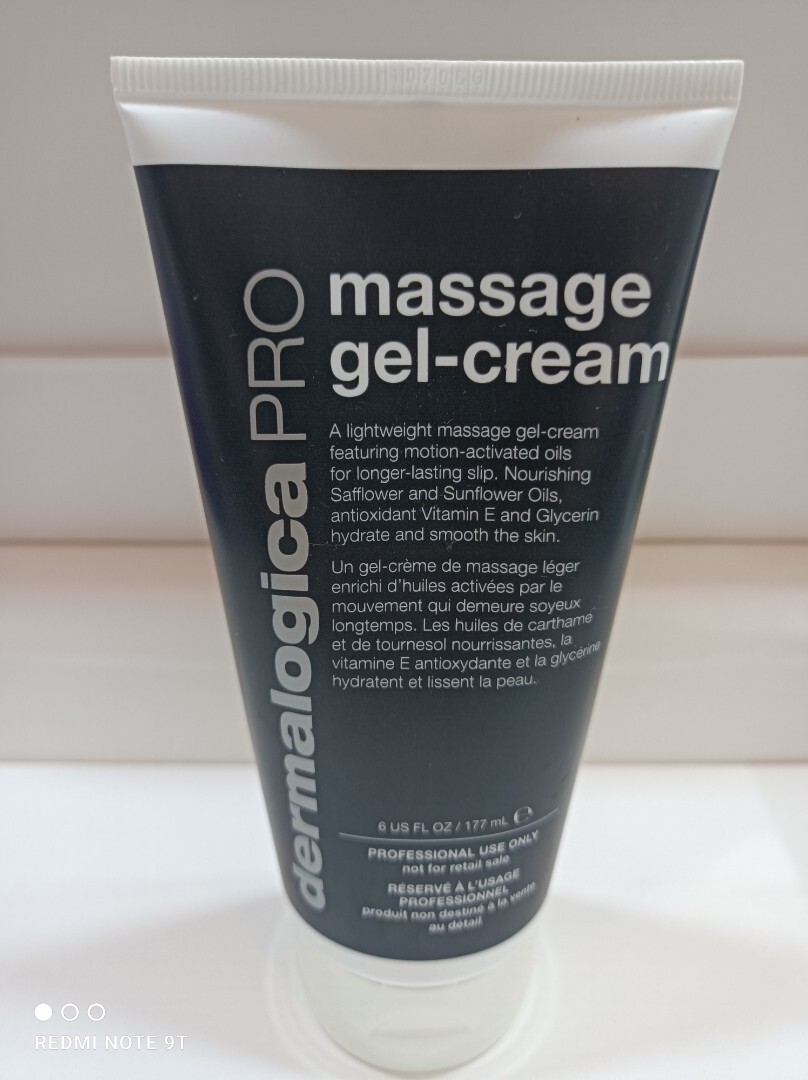 dermalogica PRO
massage
gel-cream
A lightweight massage gel-cream
featuring motion-activated oils
for longer-lasting slip. Nourishing
Safflower and Sunflower Oils,
antioxidant Vitamin E and Glycerin
hydrate and smooth the skin.
Un gel-crème de massage léger
enrichi d'huiles activées par le
mouvement qui demeure soyeux
longtemps. Les huiles de carthame
et de tournesol nourrissantes, la
vitamine E antioxydante et la glycérine
hydratent et lissent la peau.
6 US FL OZ / 177 mL ℮
PROFESSIONAL USE ONLY
not for retail sale
RÉSERVÉ À L'USAGE
PROFESSIONNEL
produit non destiné à la vente
au détail
REDMI NOTE 9T